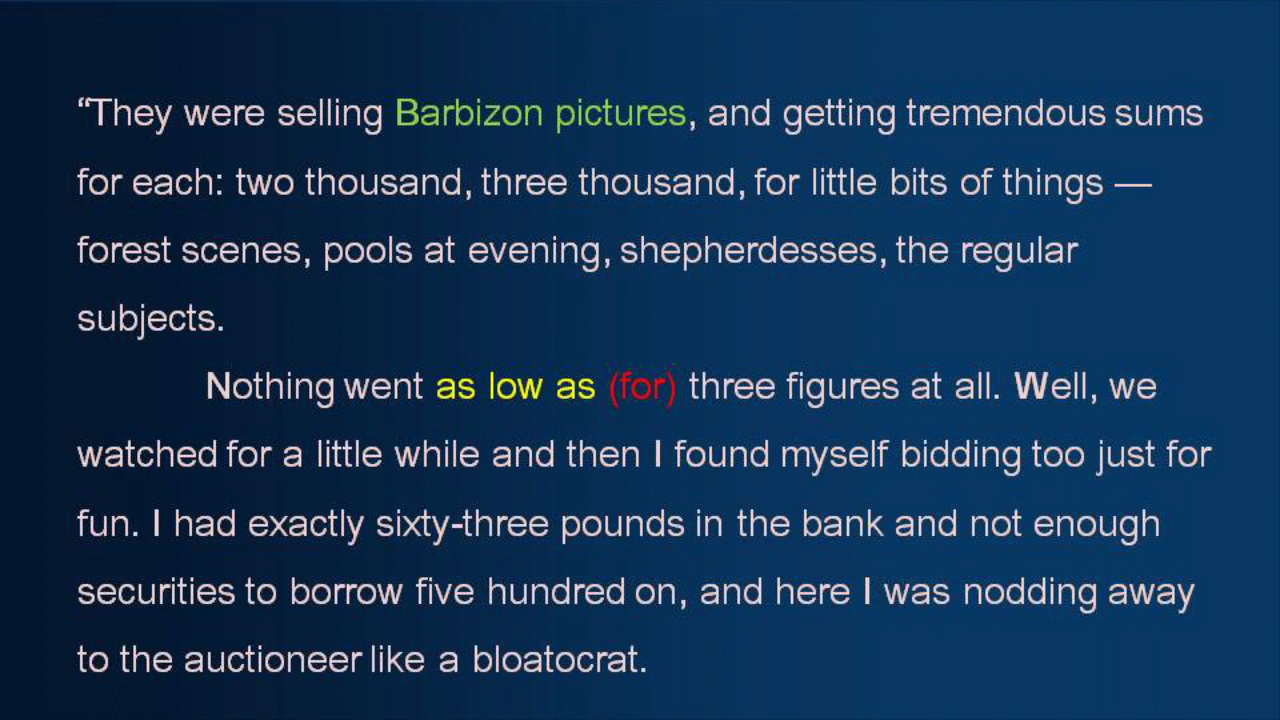 “They were selling Barbizon pictures, and getting tremendous sums
for each: two thousand, three thousand, for little bits of things —
forest scenes, pools at evening, shepherdesses, the regular
subjects.
Nothing went as low as (for) three figures at all. Well, we
watched for a little while and then I found myself bidding too just for
fun. I had exactly sixty-three pounds in the bank and not enough
securities to borrow five hundred on, and here I was nodding away
to the auctioneer like a bloatocrat.